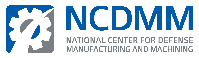 NCDMM
NATIONAL CENTER FOR DEFENSE
MANUFACTURING AND MACHINING